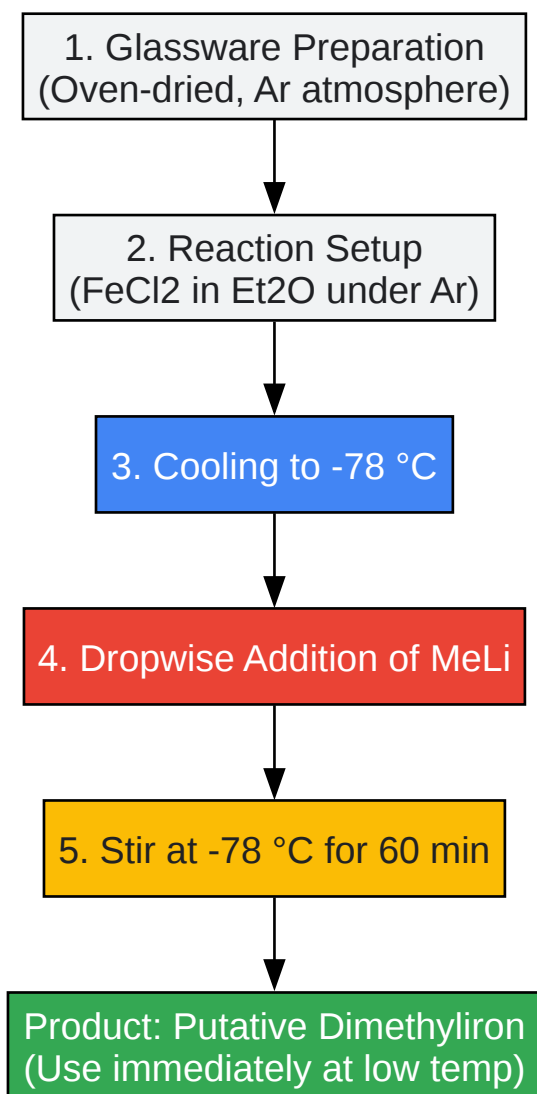 1. Glassware Preparation
(Oven-dried, Ar atmosphere)
2. Reaction Setup
(FeCl2 in Et2O under Ar)
3. Cooling to -78 °C
4. Dropwise Addition of MeLi
5. Stir at -78 °C for 60 min
Product: Putative Dimethyliron
(Use immediately at low temp)